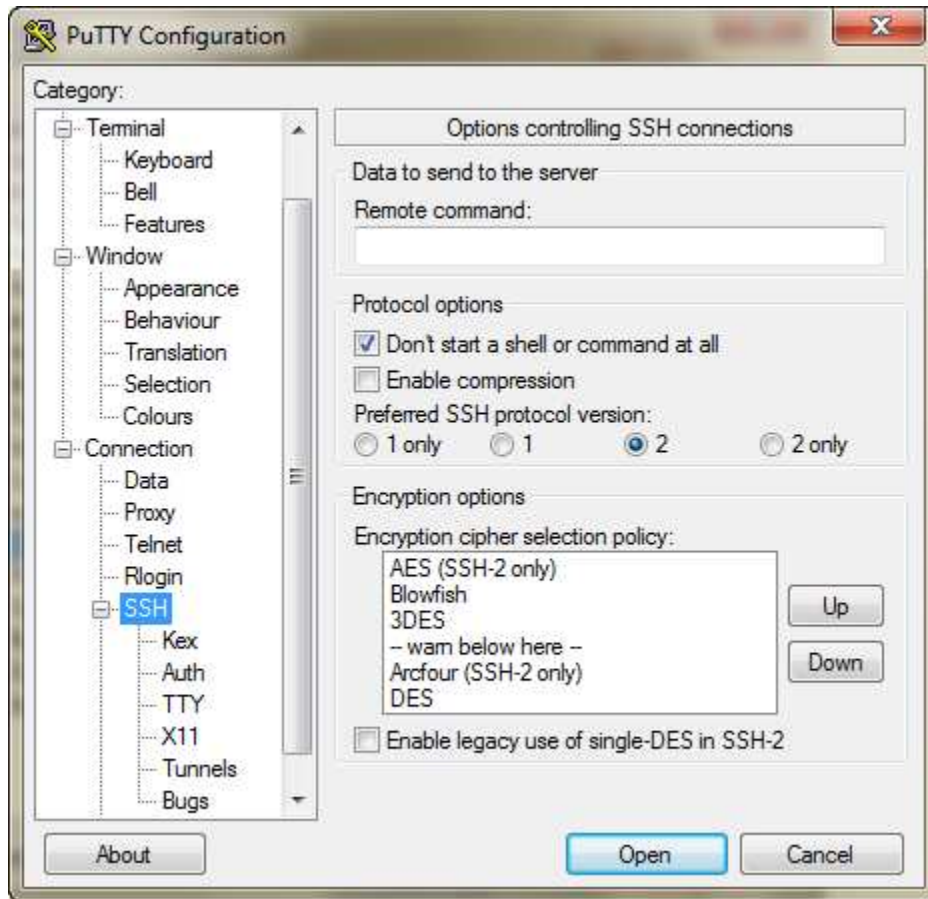 PuTTY Configuration
Category:
Terminal
Keyboard
Bell
Features
Window
Appearance
Behaviour
Translation
Selection
Colours
Connection
Data
Proxy
Telnet
Rlogin
SSH
Kex
Auth
TTY
X11
Tunnels
Bugs
Options controlling SSH connections
Data to send to the server
Remote command:
Protocol options
Don't start a shell or command at all
Enable compression
Preferred SSH protocol version:
1 only 1 2 2 only
Encryption options
Encryption cipher selection policy:
AES (SSH-2 only)
Blowfish
3DES
-- warn below here --
Arcfour (SSH-2 only)
DES
Up
Down
Enable legacy use of single-DES in SSH-2
About Open Cancel